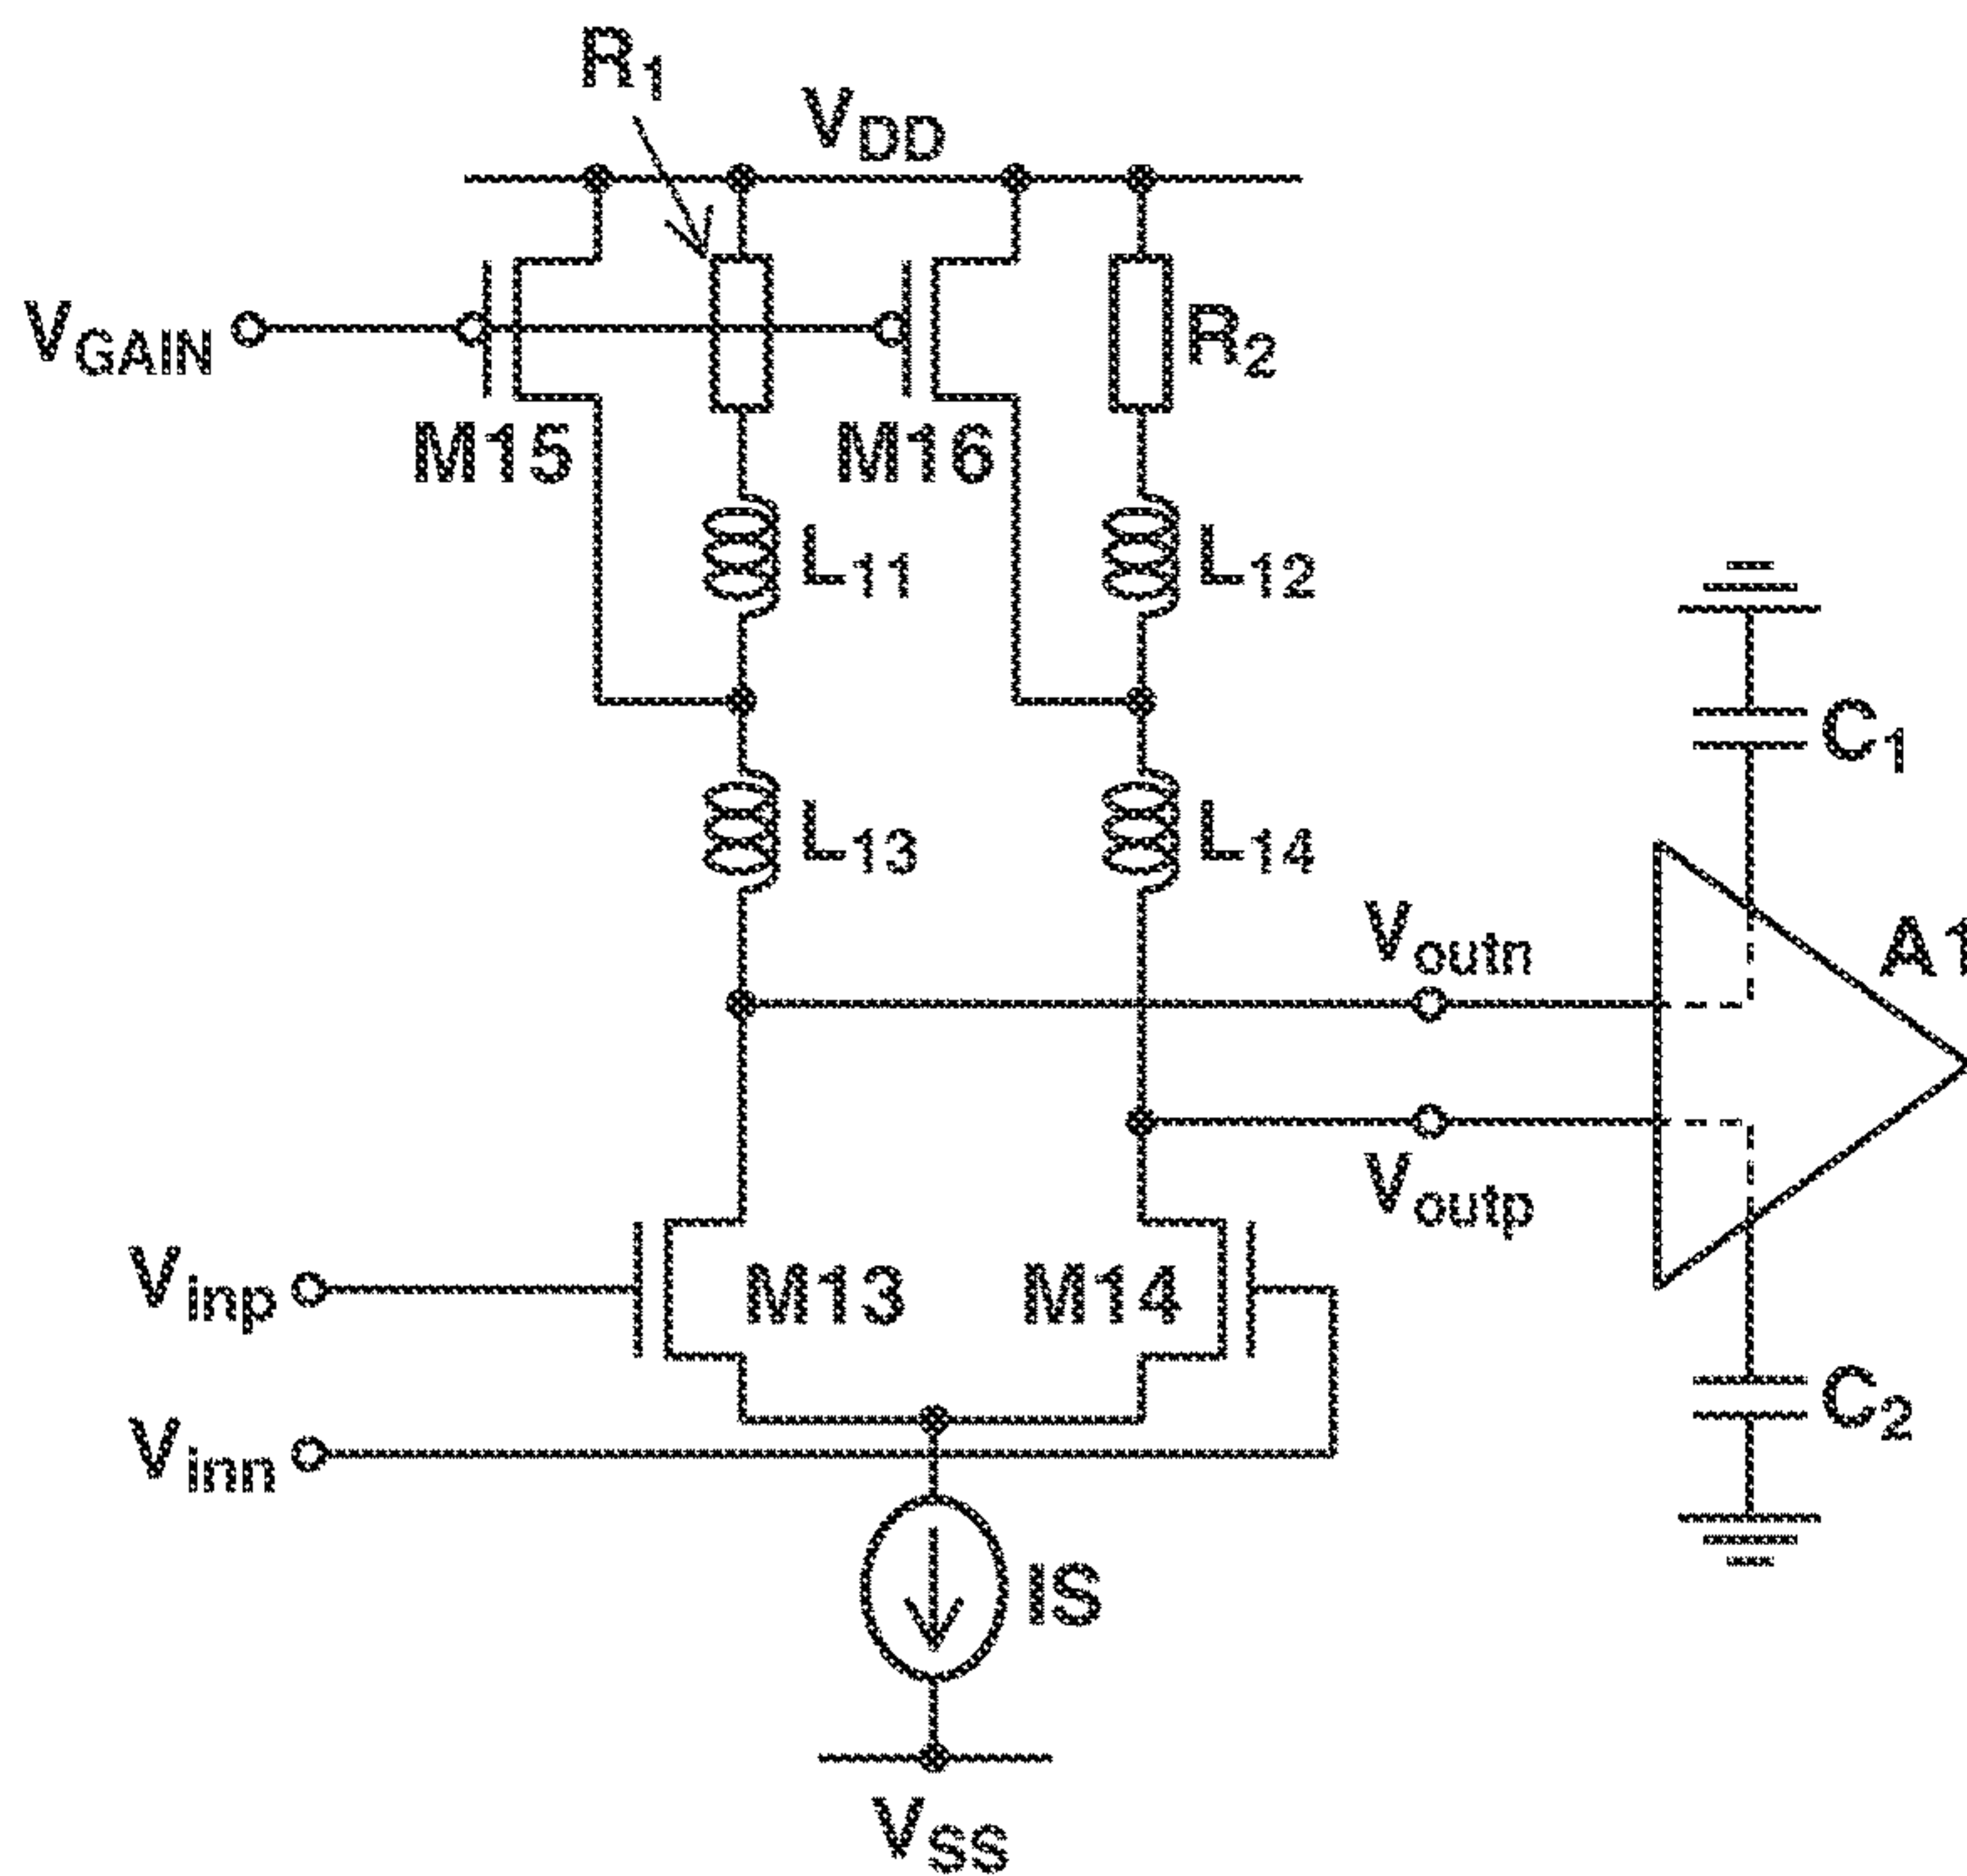 R1
VDD
VGAIN
R2
M15
M16
L11
L12
C1
L13
L14
Voutn
A1
Voutp
Vinp
M13
M14
C2
Vinn
IS
VSS